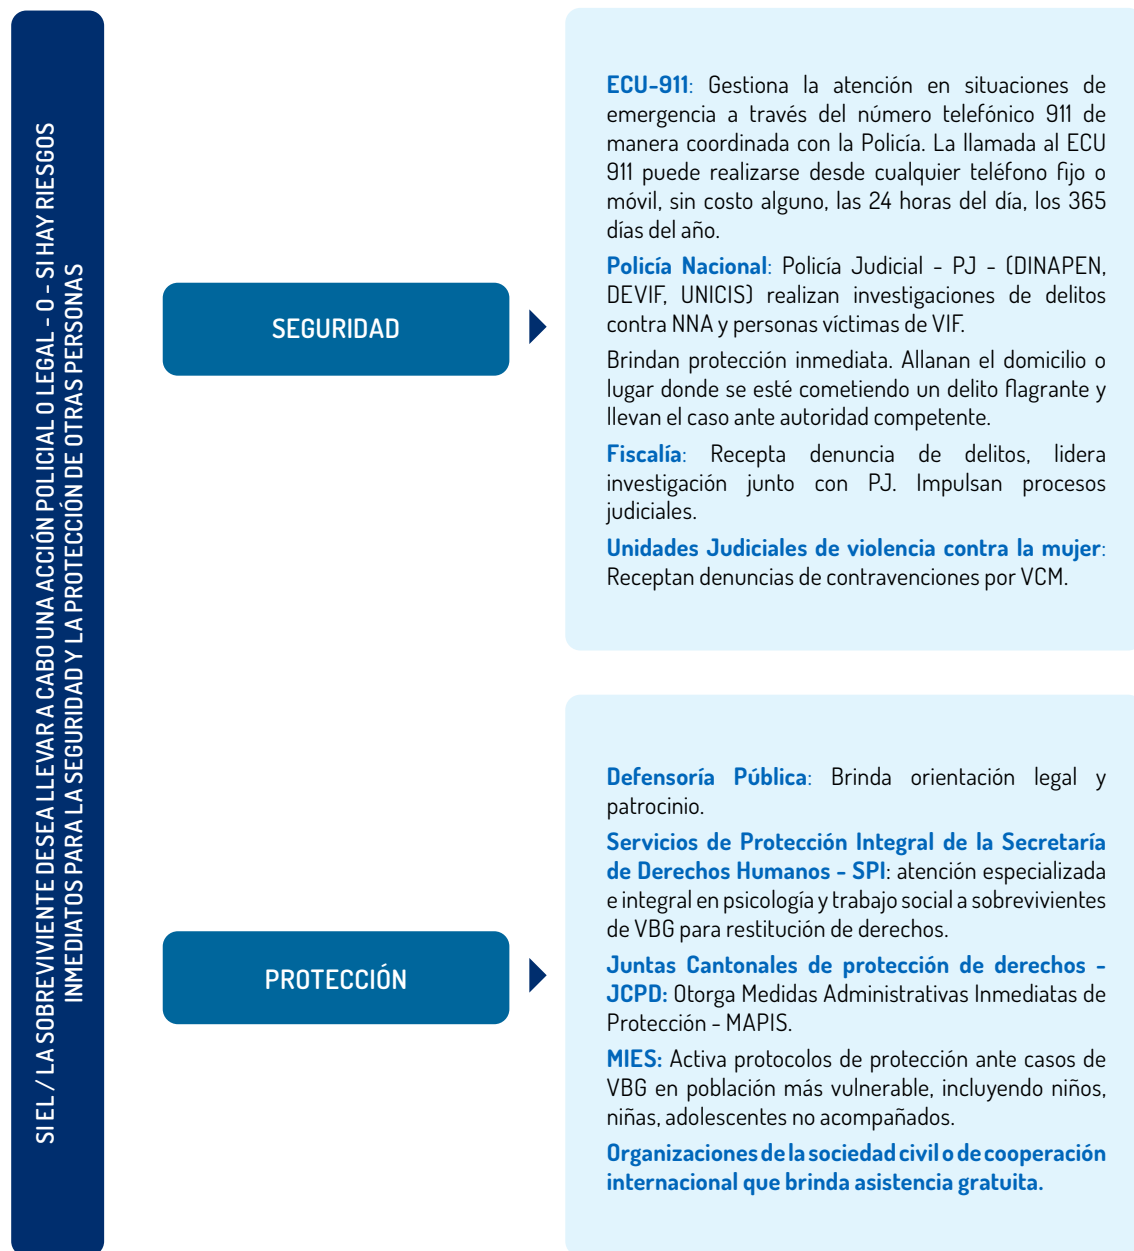 SI EL / LA SOBREVIVIENTE DESEA LLEVAR A CABO UNA ACCIÓN POLICIAL O LEGAL - O - SI HAY RIESGOS
INMEDIATOS PARA LA SEGURIDAD Y LA PROTECCIÓN DE OTRAS PERSONAS
SEGURIDAD
ECU-911: Gestiona la atención en situaciones de
emergencia a través del número telefónico 911 de
manera coordinada con la Policía. La llamada al ECU
911 puede realizarse desde cualquier teléfono fijo o
móvil, sin costo alguno, las 24 horas del día, los 365
días del año.
Policía Nacional: Policía Judicial - PJ - (DINAPEN,
DEVIF, UNICIS) realizan investigaciones de delitos
contra NNA y personas víctimas de VIF.
Brindan protección inmediata. Allanan el domicilio o
lugar donde se esté cometiendo un delito flagrante y
llevan el caso ante autoridad competente.
Fiscalía: Recepta denuncia de delitos, lidera
investigación junto con PJ. Impulsan procesos
judiciales.
Unidades Judiciales de violencia contra la mujer:
Receptan denuncias de contravenciones por VCM.
PROTECCIÓN
Defensoría Pública: Brinda orientación legal y
patrocinio.
Servicios de Protección Integral de la Secretaría
de Derechos Humanos - SPI: atención especializada
e integral en psicología y trabajo social a sobrevivientes
de VBG para restitución de derechos.
Juntas Cantonales de protección de derechos -
JCPD: Otorga Medidas Administrativas Inmediatas de
Protección - MAPIS.
MIES: Activa protocolos de protección ante casos de
VBG en población más vulnerable, incluyendo niños,
niñas, adolescentes no acompañados.
Organizaciones de la sociedad civil o de cooperación
internacional que brinda asistencia gratuita.